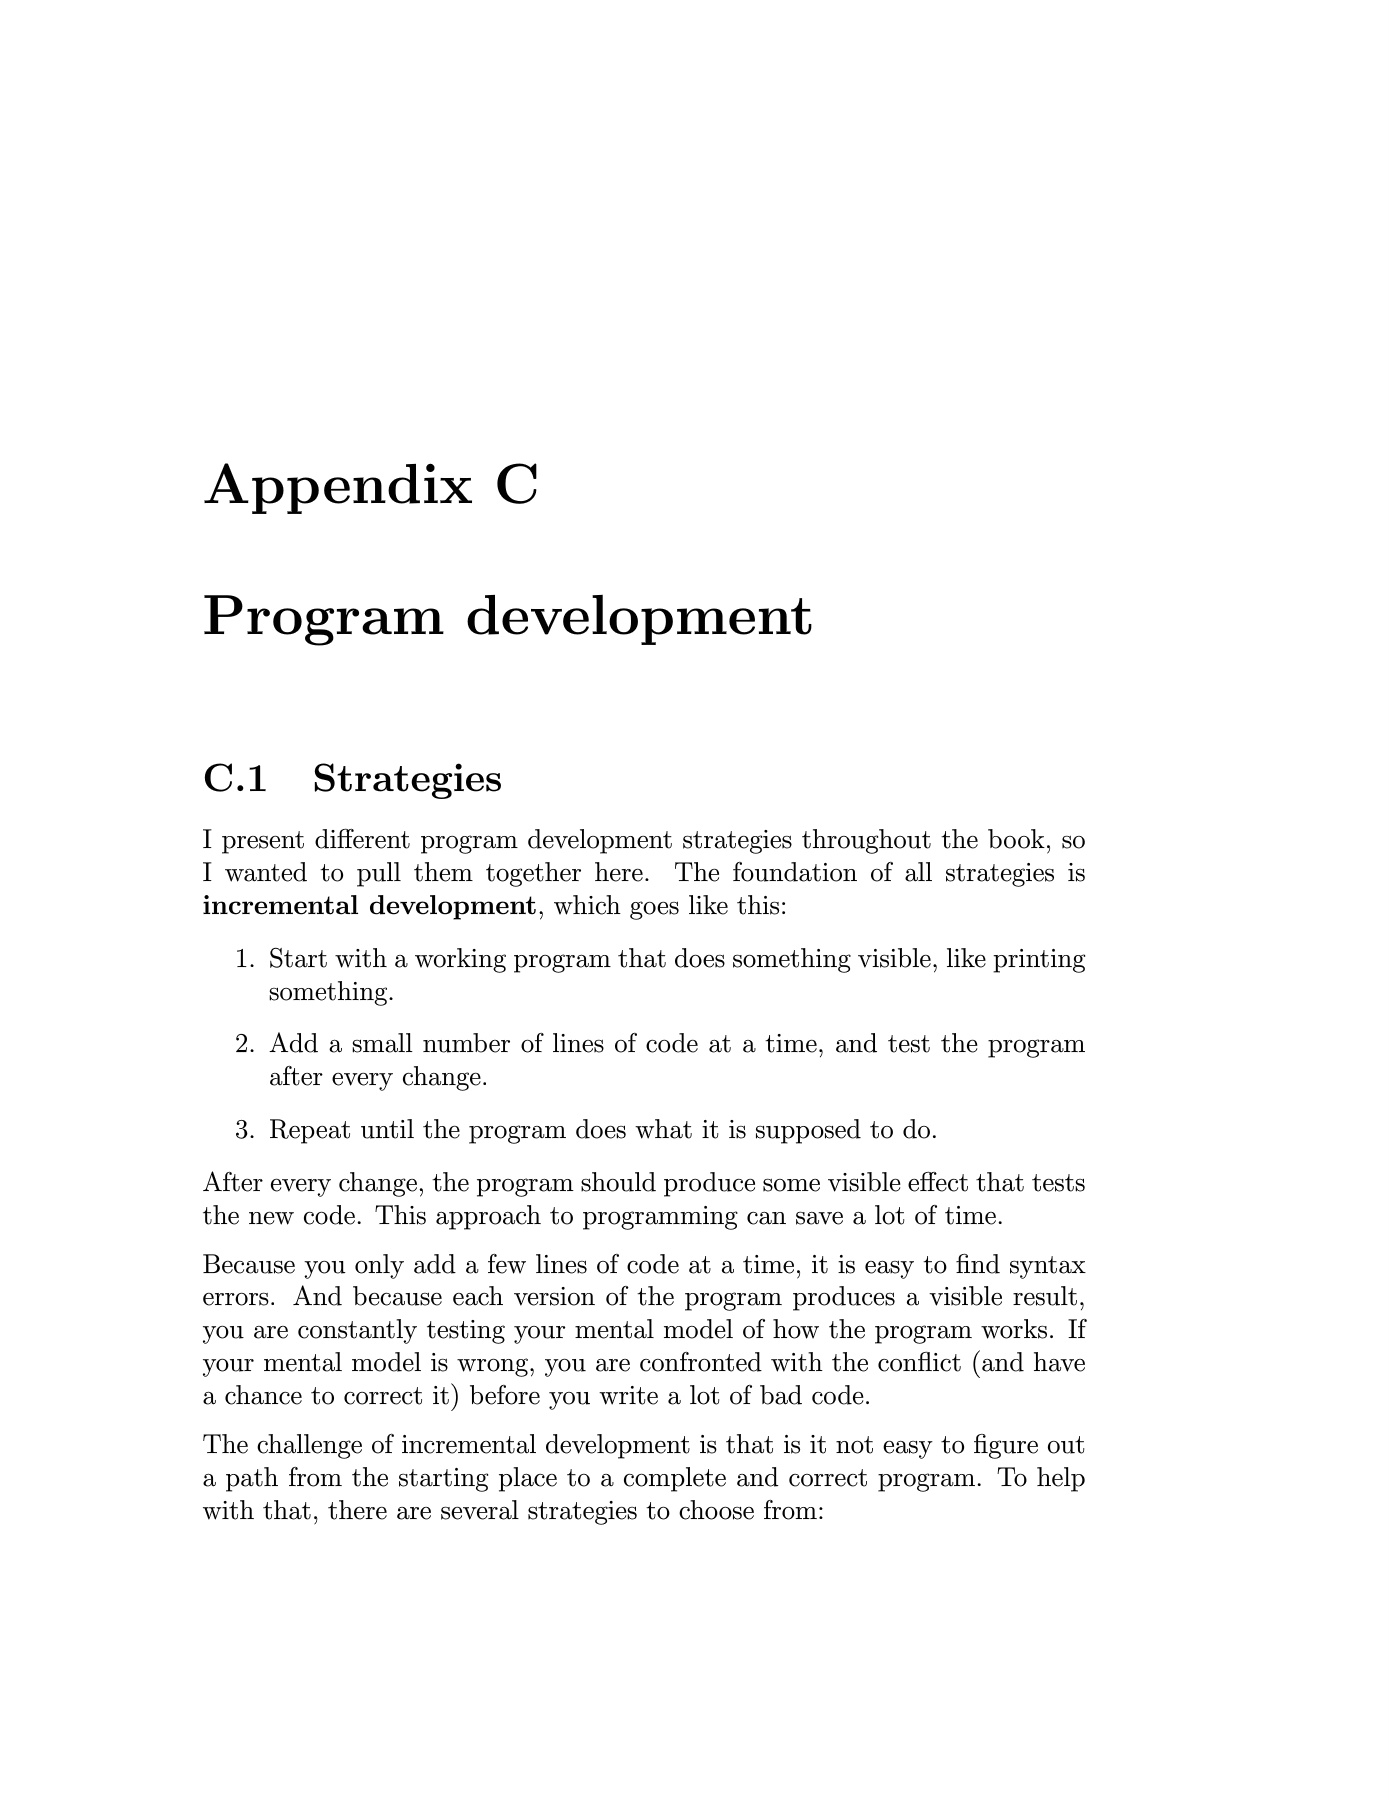 Appendix C
Program development
C.1 Strategies
I present different program development strategies throughout the book, so
I wanted to pull them together here. The foundation of all strategies is
incremental development, which goes like this:
1. Start with a working program that does something visible, like printing
something.
2. Add a small number of lines of code at a time, and test the program
after every change.
3. Repeat until the program does what it is supposed to do.
After every change, the program should produce some visible effect that tests
the new code. This approach to programming can save a lot of time.
Because you only add a few lines of code at a time, it is easy to find syntax
errors. And because each version of the program produces a visible result,
you are constantly testing your mental model of how the program works. If
your mental model is wrong, you are confronted with the conflict (and have
a chance to correct it) before you write a lot of bad code.
The challenge of incremental development is that is it not easy to figure out
a path from the starting place to a complete and correct program. To help
with that, there are several strategies to choose from: